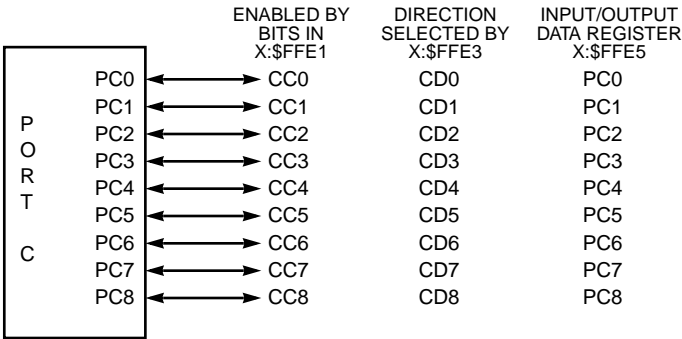 ENABLED BY BITS IN X:$FFE1
DIRECTION SELECTED BY X:$FFE3
INPUT/OUTPUT DATA REGISTER X:$FFE5
PORT C
PC0 CC0 CD0 PC0
PC1 CC1 CD1 PC1
PC2 CC2 CD2 PC2
PC3 CC3 CD3 PC3
PC4 CC4 CD4 PC4
PC5 CC5 CD5 PC5
PC6 CC6 CD6 PC6
PC7 CC7 CD7 PC7
PC8 CC8 CD8 PC8